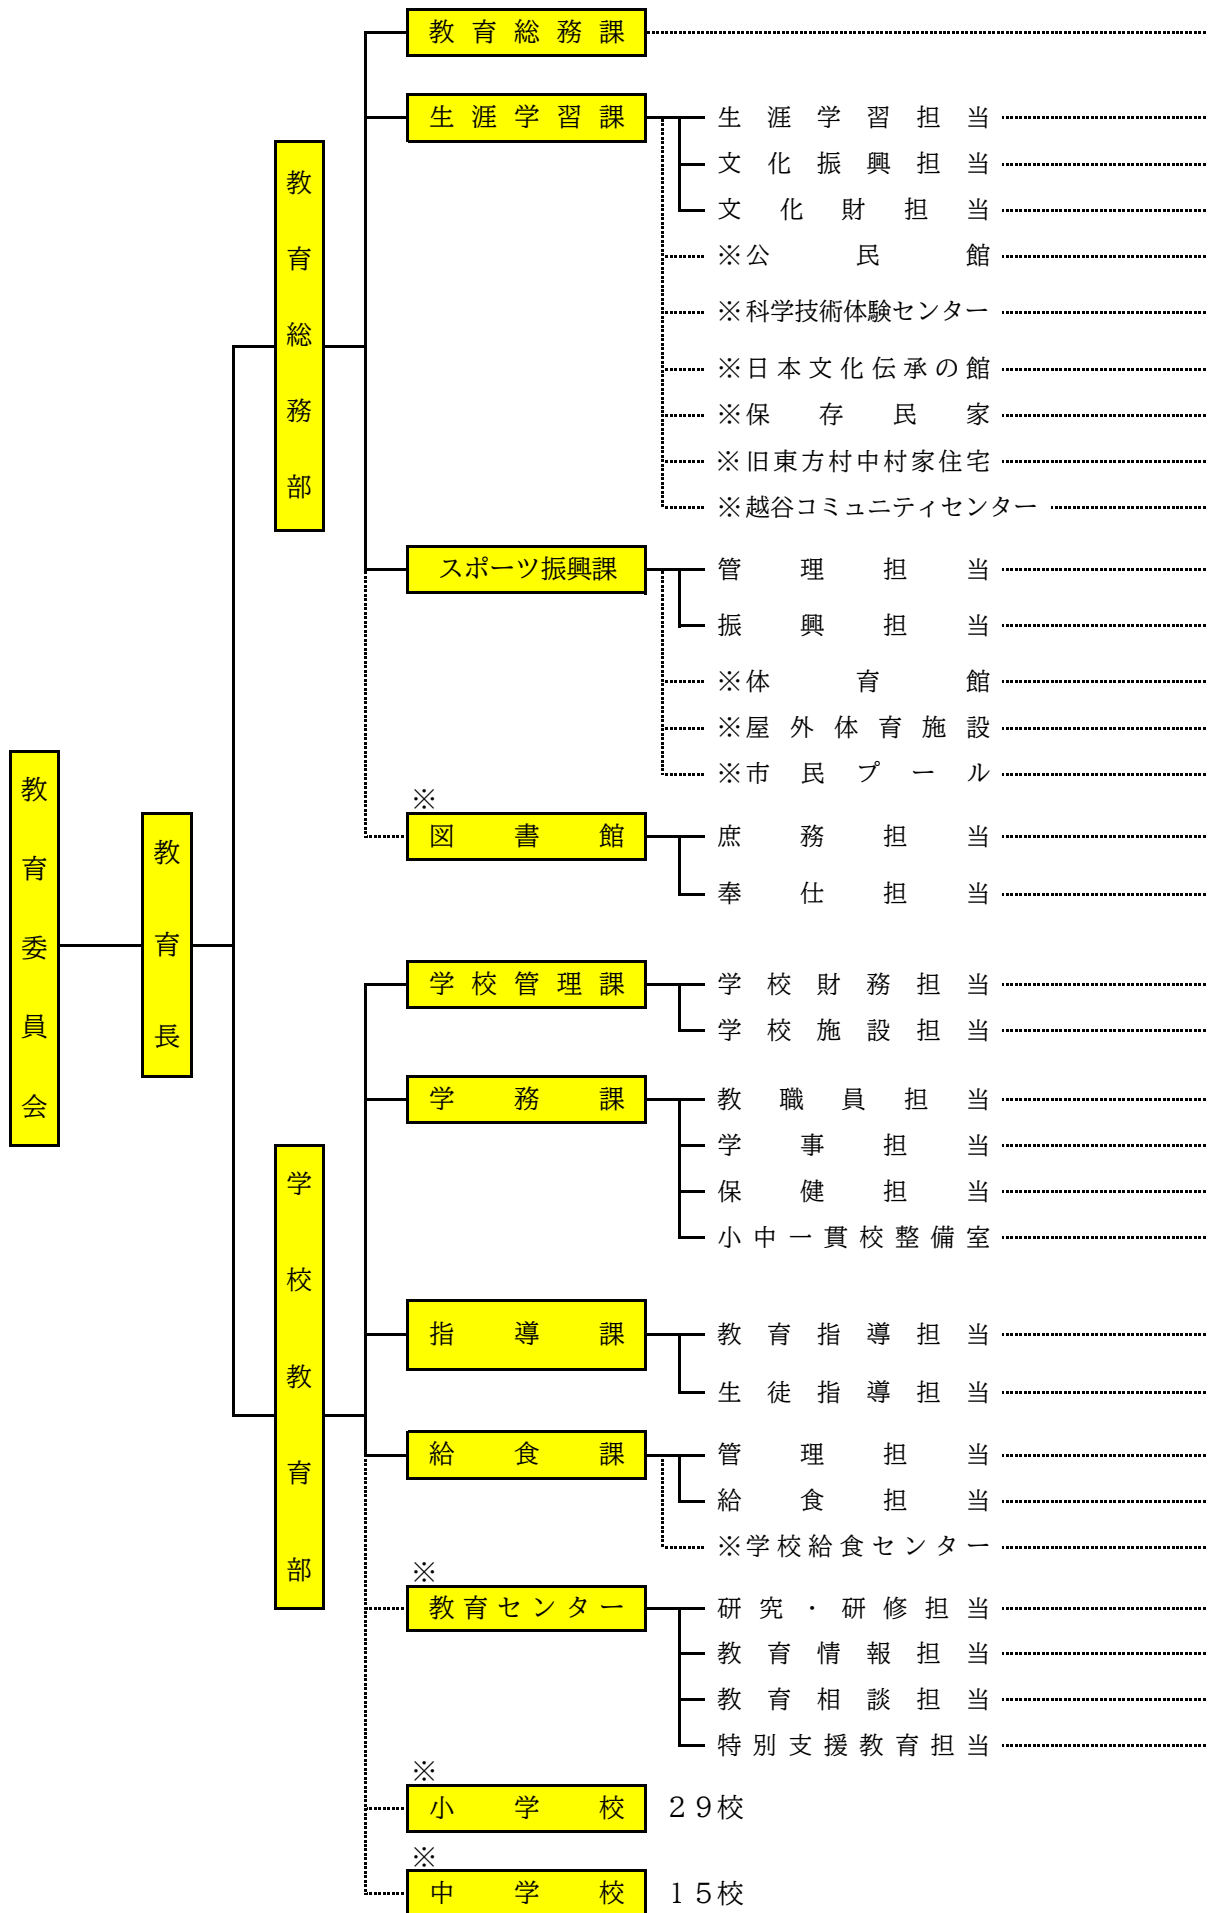 教育委員会
教育長
教育総務部
教育総務課
生涯学習課
生涯学習担当
文化振興担当
文化財担当
※公民館
※科学技術体験センター
※日本文化伝承の館
※保存民家
※旧東方村中村家住宅
※越谷コミュニティセンター
スポーツ振興課
管理担当
振興担当
※体育館
※屋外体育施設
※市民プール
※
図書館
庶務担当
奉仕担当
学校教育部
学校管理課
学校財務担当
学校施設担当
学務課
教職員担当
学事担当
保健担当
小中一貫校整備室
指導課
教育指導担当
生徒指導担当
給食課
管理担当
給食担当
※学校給食センター
※
教育センター
研究・研修担当
教育情報担当
教育相談担当
特別支援教育担当
※
小学校 ２９校
※
中学校 １５校